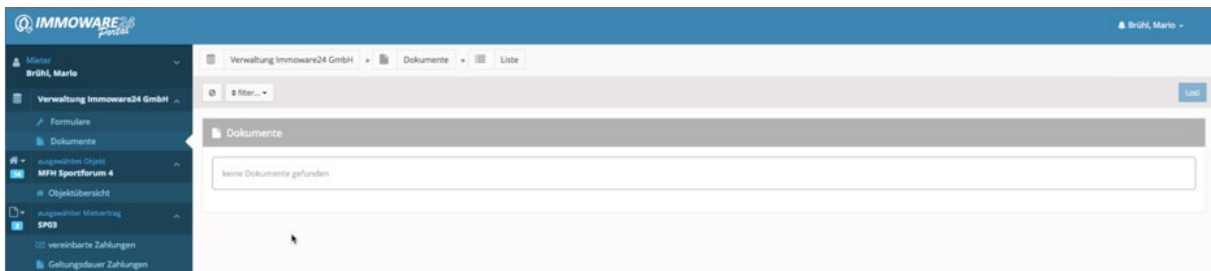 IMMOWARE24
Portal
Brühl, Mario
Mieter
Brühl, Mario
Verwaltung Immoware24 GmbH
Formulare
Dokumente
ausgewähltes Objekt
MFH Sportforum 4
Objektübersicht
ausgewählter Mietvertrag
SP03
vereinbarte Zahlungen
Geltungsdauer Zahlungen
Verwaltung Immoware24 GmbH » Dokumente » Liste
filter...
Los!
Dokumente
keine Dokumente gefunden